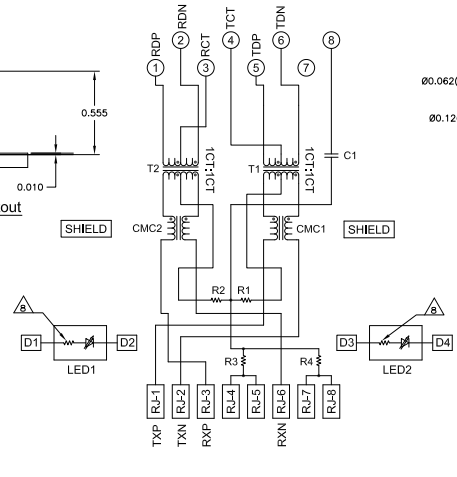 RDP
RDN
RCT
TCT
TDP
TDN
1
2
3
4
5
6
7
8
0.555
0.010
out
Ø0.062(
Ø0.12
T2
1CT:1CT
T1
1CT:1CT
C1
SHIELD
CMC2
CMC1
SHIELD
R2
R1
8
D1
D2
LED1
8
D3
D4
LED2
R3
R4
RJ-1
RJ-2
RJ-3
RJ-4
RJ-5
RJ-6
RJ-7
RJ-8
TXP
TXN
RXP
RXN